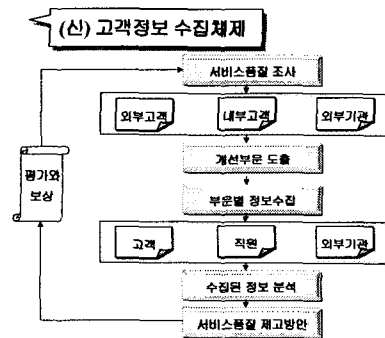 (신) 고객정보 수집체제
서비스품질 조사
외부고객
내부고객
외부기관
개선부문 도출
평가와
보상
부문별 정보수집
고객
직원
외부기관
수집된 정보 분석
서비스품질 제고방안